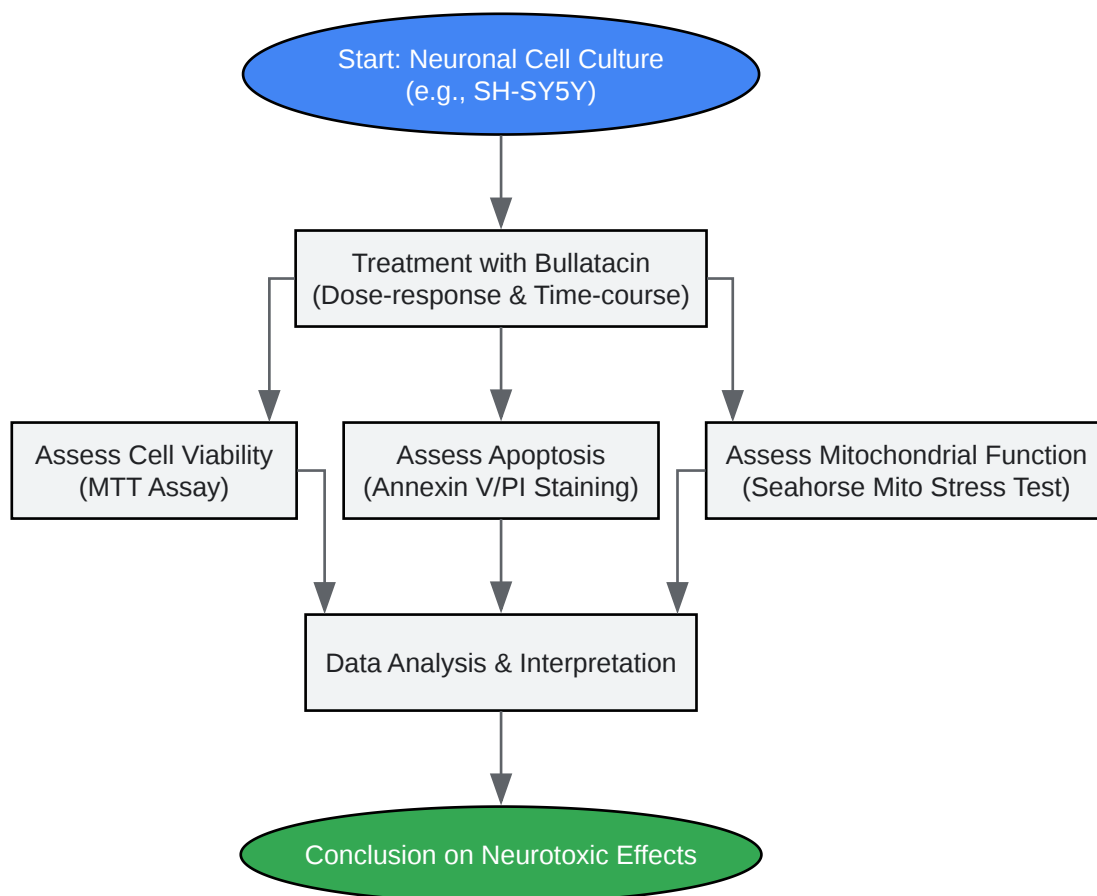 Start: Neuronal Cell Culture
(e.g., SH-SY5Y)
Treatment with Bullatacin
(Dose-response & Time-course)
Assess Cell Viability
(MTT Assay)
Assess Apoptosis
(Annexin V/PI Staining)
Assess Mitochondrial Function
(Seahorse Mito Stress Test)
Data Analysis & Interpretation
Conclusion on Neurotoxic Effects